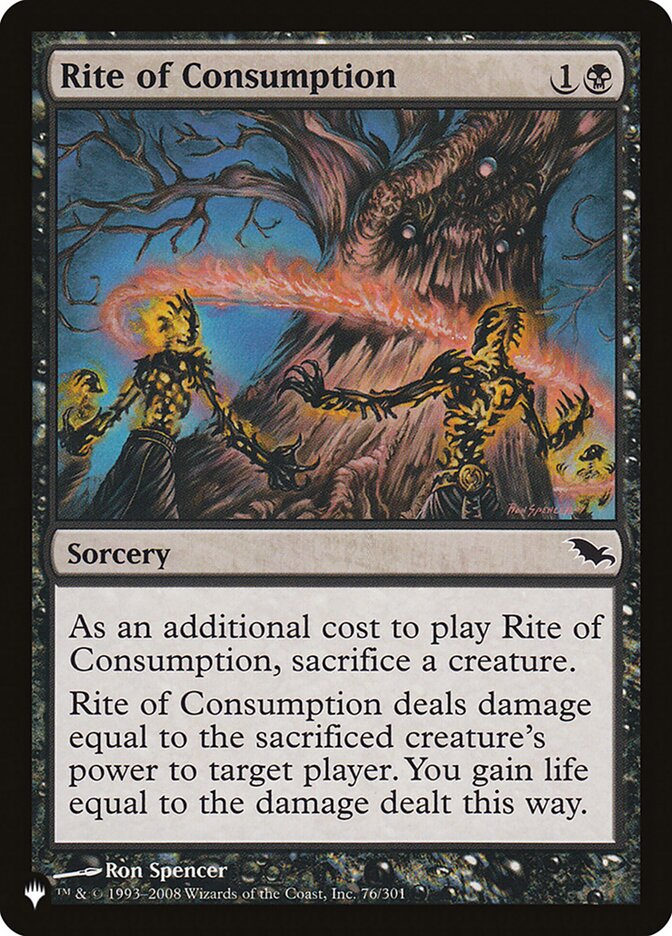 Rite of Consumption 1
RON SPENCER
Sorcery
As an additional cost to play Rite of
Consumption, sacrifice a creature.
Rite of Consumption deals damage
equal to the sacrificed creature's
power to target player. You gain life
equal to the damage dealt this way.
Ron Spencer
™ & © 1993–2008 Wizards of the Coast, Inc. 76/301